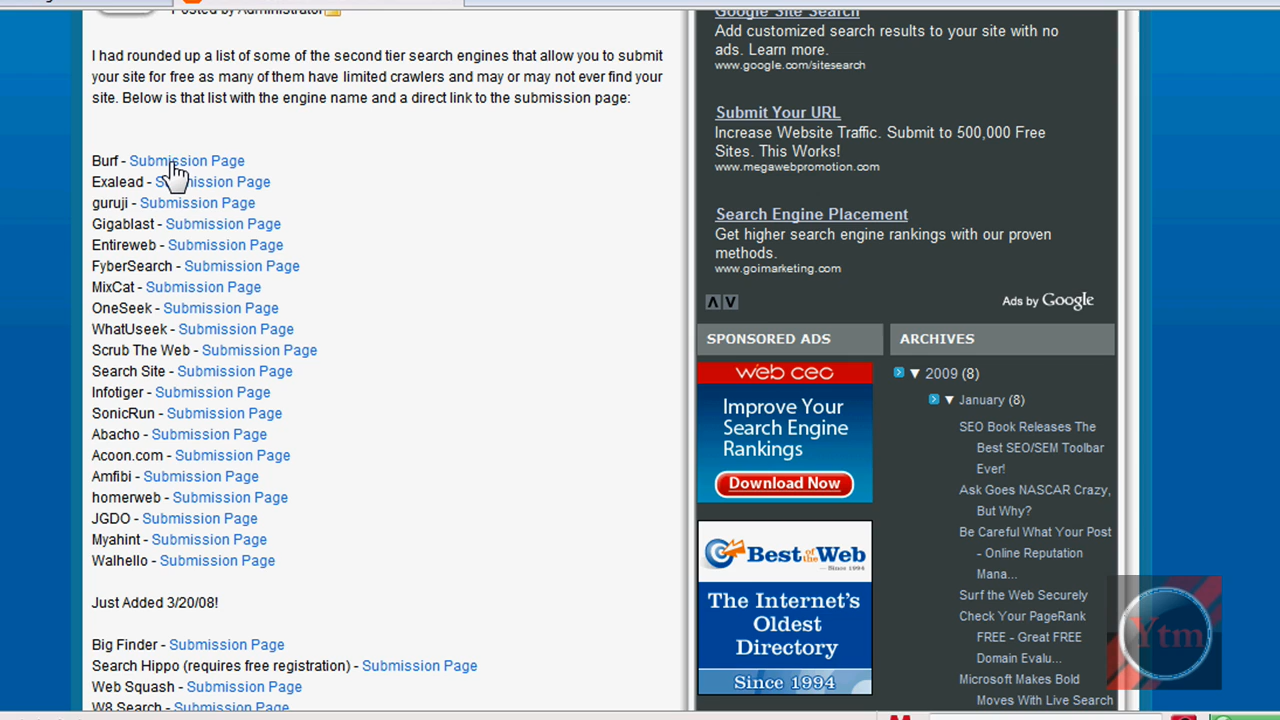 Posted by Administrator
I had rounded up a list of some of the second tier search engines that allow you to submit
your site for free as many of them have limited crawlers and may or may not ever find your
site. Below is that list with the engine name and a direct link to the submission page:
Burf - Submission Page
Exalead - Submission Page
guruji - Submission Page
Gigablast - Submission Page
Entireweb - Submission Page
FyberSearch - Submission Page
MixCat - Submission Page
OneSeek - Submission Page
WhatUseek - Submission Page
Scrub The Web - Submission Page
Search Site - Submission Page
Infotiger - Submission Page
SonicRun - Submission Page
Abacho - Submission Page
Acoon.com - Submission Page
Amfibi - Submission Page
homerweb - Submission Page
JGDO - Submission Page
Myahint - Submission Page
Walhello - Submission Page
Just Added 3/20/08!
Big Finder - Submission Page
Search Hippo (requires free registration) - Submission Page
Web Squash - Submission Page
W8 Search - Submission Page
Google Site Search
Add customized search results to your site with no
ads. Learn more.
www.google.com/sitesearch
Submit Your URL
Increase Website Traffic. Submit to 500,000 Free
Sites. This Works!
www.megawebpromotion.com
Search Engine Placement
Get higher search engine rankings with our proven
methods.
www.goimarketing.com
Ads by Google
SPONSORED ADS
web ceo
Improve Your
Search Engine
Rankings
Download Now
Best of the Web
Since 1994
The Internet's
Oldest
Directory
Since 1994
ARCHIVES
▼ 2009 (8)
▼ January (8)
SEO Book Releases The
Best SEO/SEM Toolbar
Ever!
Ask Goes NASCAR Crazy,
But Why?
Be Careful What Your Post
- Online Reputation
Mana...
Surf the Web Securely
Check Your PageRank
FREE - Great FREE
Domain Evalu...
Microsoft Makes Bold
Moves With Live Search
Ytm